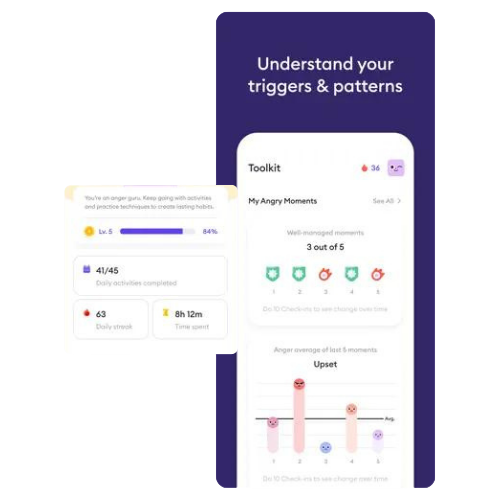 Understand your
triggers & patterns
Toolkit
36
My Angry Moments
See All >
Well-managed moments
3 out of 5
1 2 3 4 5
Do 10 Check-ins to see change over time
Anger average of last 5 moments
Upset
Avg.
1 2 3 4 5
Do 10 Check-ins to see change over time
You're an anger guru. Keep going with activities
and practice techniques to create lasting habits.
Lv. 5
84%
41/45
Daily activities completed
63
Daily streak
8h 12m
Time spent